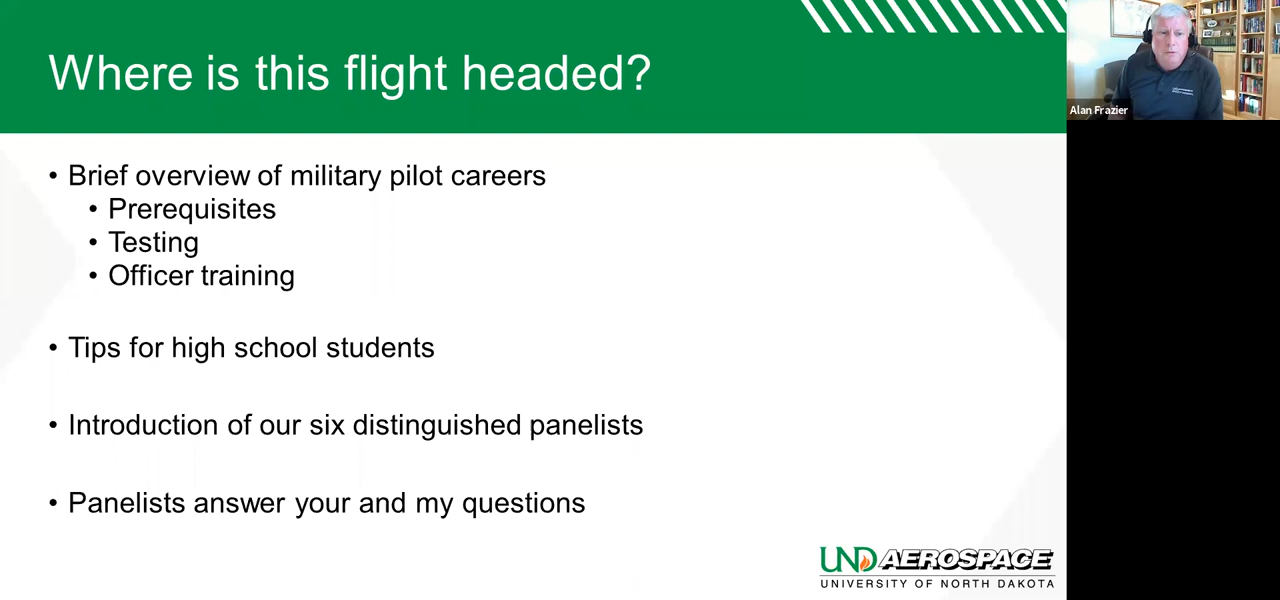 Where is this flight headed?
Alan Frazier
• Brief overview of military pilot careers
• Prerequisites
• Testing
• Officer training
• Tips for high school students
• Introduction of our six distinguished panelists
• Panelists answer your and my questions
UND AEROSPACE
UNIVERSITY OF NORTH DAKOTA